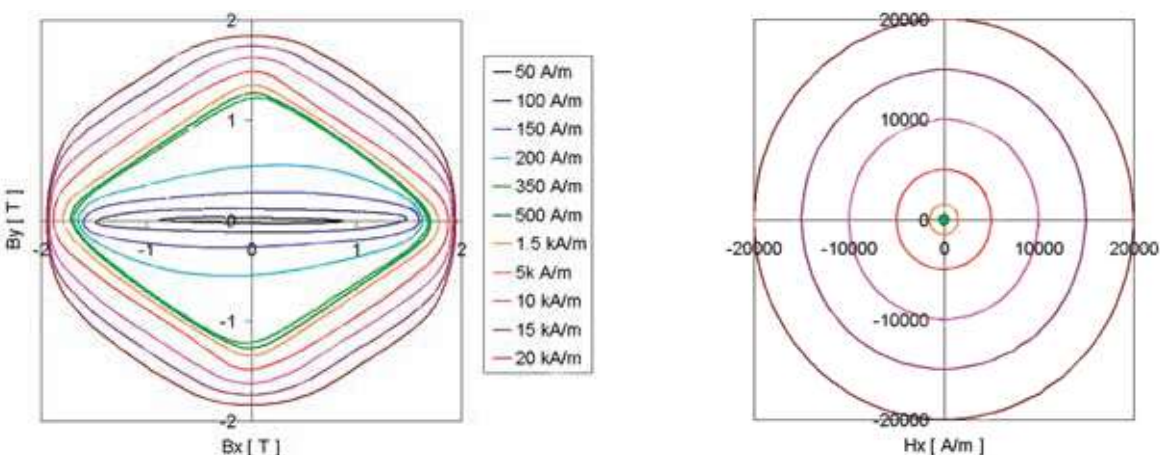 2
1
0
-1
-2
-2
-1
0
1
2
By [ T ]
Bx [ T ]
50 A/m
100 A/m
150 A/m
200 A/m
350 A/m
500 A/m
1.5 kA/m
5k A/m
10 kA/m
15 kA/m
20 kA/m
20000
10000
0
-10000
-20000
-20000
-10000
0
10000
20000
Hx [ A/m ]